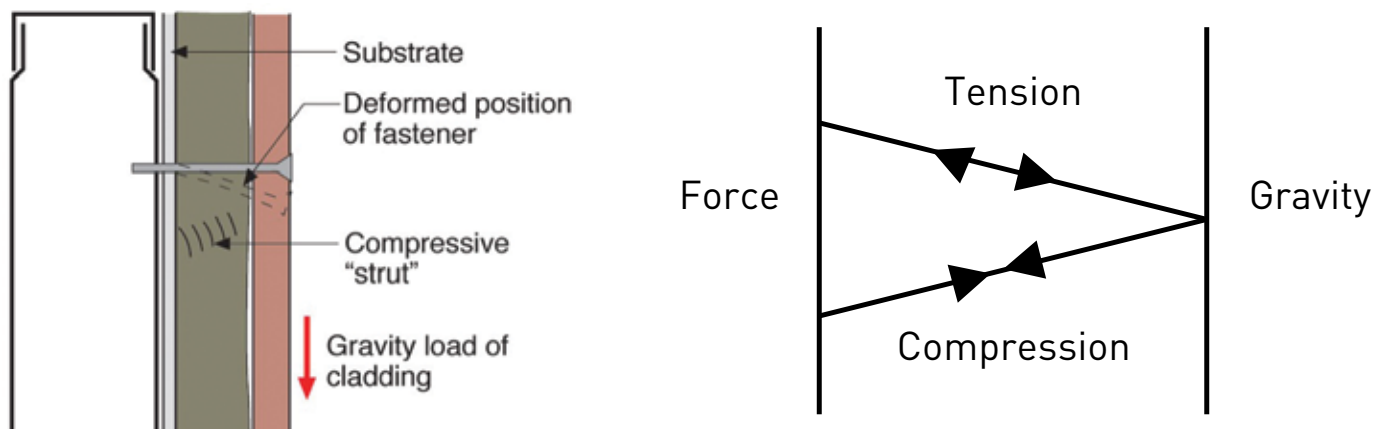 Substrate
Deformed position
of fastener
Compressive
“strut”
Gravity load of
cladding
Tension
Force
Gravity
Compression